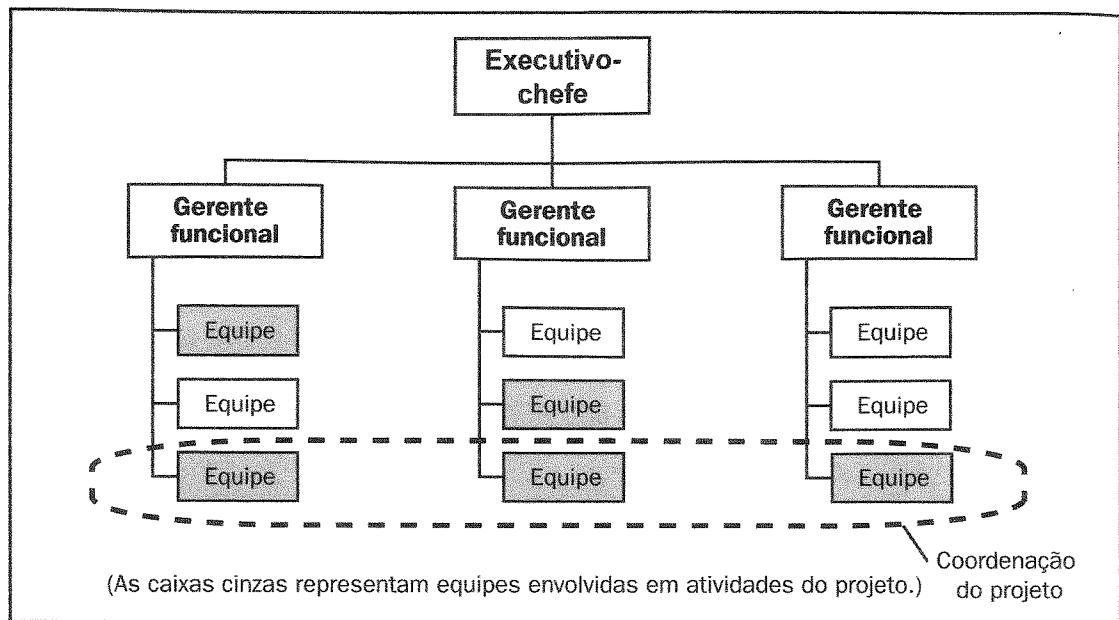 Executivo-
chefe
Gerente
funcional
Gerente
funcional
Gerente
funcional
Equipe
Equipe
Equipe
Equipe
Equipe
Equipe
Equipe
Equipe
Equipe
Coordenação
do projeto
(As caixas cinzas representam equipes envolvidas em atividades do projeto.)